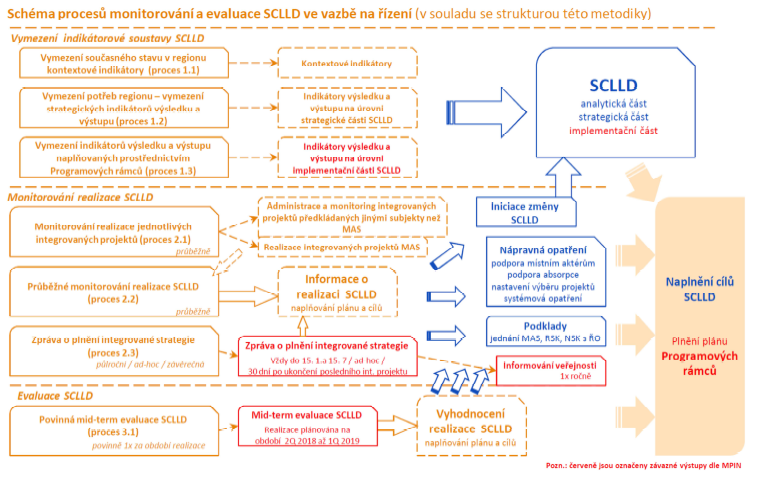 Schéma procesů monitorování a evaluace SCLLD ve vazbě na řízení (v souladu se strukturou této metodiky)
Vymezení indikátorové soustavy SCLLD
Vymezení současného stavu v regionu
kontextové indikátory (proces 1.1)
Kontextové indikátory
Vymezení potřeb regionu – vymezení
strategických indikátorů výsledku a
výstupu (proces 1.2)
Indikátory výsledku a
výstupu na úrovni
strategické části SCLLD
Vymezení indikátorů výsledku a výstupu
naplňovaných prostřednictvím
Programových rámců (proces 1.3)
Indikátory výsledku a
výstupu na úrovni
implementační části SCLLD
SCLLD
analytická část
strategická část
implementační část
Monitorování realizace SCLLD
Monitorování realizace jednotlivých
integrovaných projektů (proces 2.1)
průběžně
Administrace a monitoring integrovaných
projektů předkládaných jinými subjekty než
MAS
Realizace integrovaných projektů MAS
Iniciace změny
SCLLD
Průběžné monitorování realizace SCLLD
(proces 2.2)
průběžně
Informace o
realizaci SCLLD
naplňování plánu a cílů
Nápravná opatření
podpora místním aktérům
podpora absorpce
nastavení výběru projektů
systémová opatření
Podklady
jednání MAS, RSK, NSK s ŘO
Zpráva o plnění integrované strategie
(proces 2.3)
půlroční / ad-hoc / závěrečná
Zpráva o plnění integrované strategie
Vždy do 15. 1.a 15. 7 / ad-hoc /
30 dní po ukončení posledního int. projektu
Informování veřejnosti
1x ročně
Naplnění cílů
SCLLD
Plnění plánu
Programových
rámců
Evaluace SCLLD
Povinná mid-term evaluace SCLLD
(proces 3.1)
povinně 1x za období realizace
Mid-term evaluace SCLLD
Realizace plánována na
období 2Q 2018 až 1Q 2019
Vyhodnocení
realizace SCLLD
naplňování plánu a cílů
Pozn.: červeně jsou označeny závazné výstupy dle MPIN